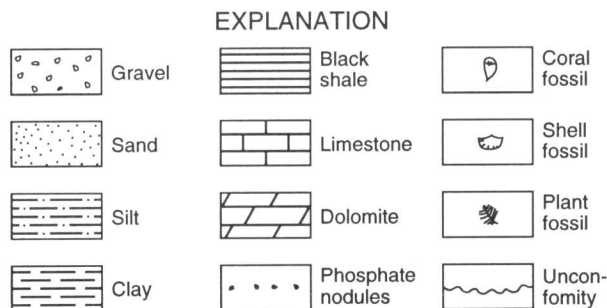 EXPLANATION
Gravel
Black
shale
Coral
fossil
Sand
Limestone
Shell
fossil
Silt
Dolomite
Plant
fossil
Clay
Phosphate
nodules
Uncon-
fomity